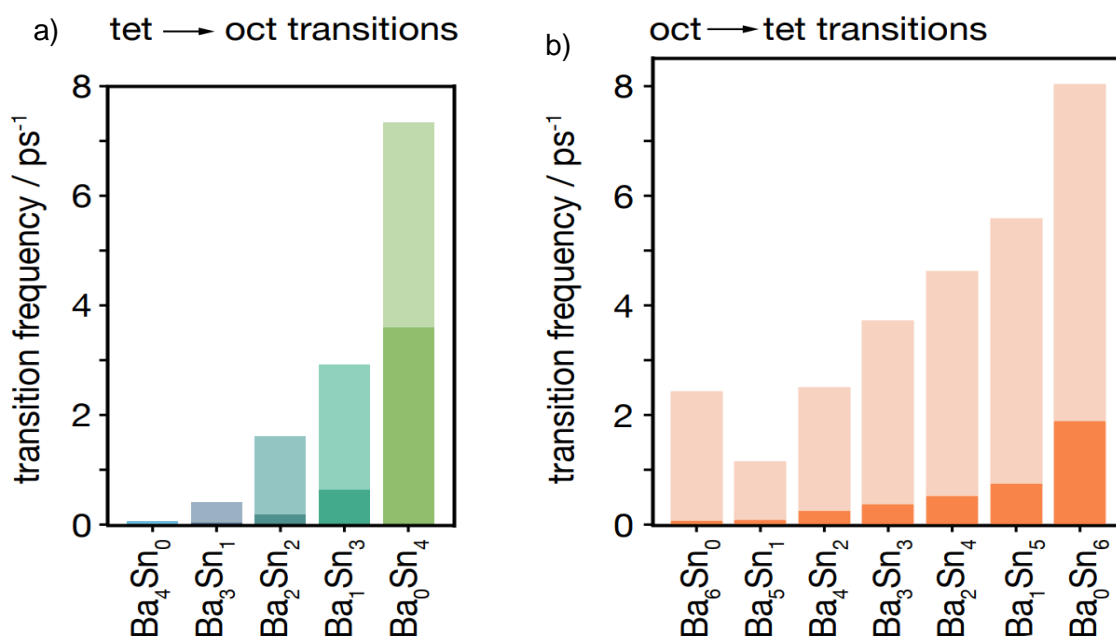 a) tet → oct transitions
transition frequency / ps⁻¹
8
6
4
2
0
Ba₄Sn₀
Ba₃Sn₁
Ba₂Sn₂
Ba₁Sn₃
Ba₀Sn₄
b) oct → tet transitions
transition frequency / ps⁻¹
8
6
4
2
0
Ba₆Sn₀
Ba₅Sn₁
Ba₄Sn₂
Ba₃Sn₃
Ba₂Sn₄
Ba₁Sn₅
Ba₀Sn₆